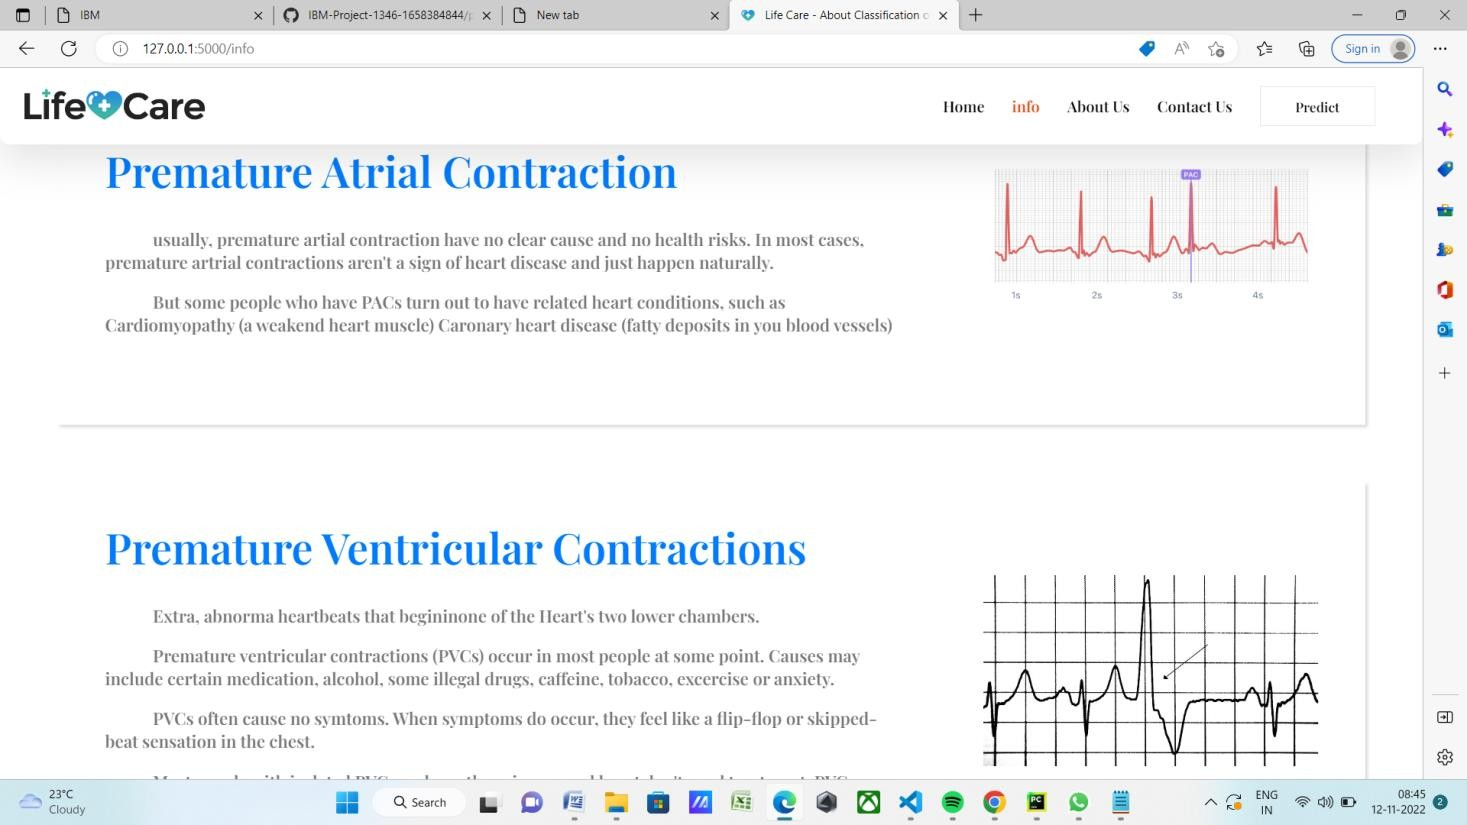 IBM
IBM-Project-1346-1658384844/p
New tab
Life Care - About Classification o
127.0.0.1:5000/info
Sign in
Life Care
Home
info
About Us
Contact Us
Predict
Premature Atrial Contraction
usually, premature artial contraction have no clear cause and no health risks. In most cases,
premature artrial contractions aren't a sign of heart disease and just happen naturally.
But some people who have PACs turn out to have related heart conditions, such as
Cardiomyopathy (a weakend heart muscle) Caronary heart disease (fatty deposits in you blood vessels)
PAC
1s 2s 3s 4s
Premature Ventricular Contractions
Extra, abnorma heartbeats that begininone of the Heart's two lower chambers.
Premature ventricular contractions (PVCs) occur in most people at some point. Causes may
include certain medication, alcohol, some illegal drugs, caffeine, tobacco, excercise or anxiety.
PVCs often cause no symtoms. When symptoms do occur, they feel like a flip-flop or skipped-
beat sensation in the chest.
23°C
Cloudy
Search
ENG
IN
08:45
12-11-2022
2